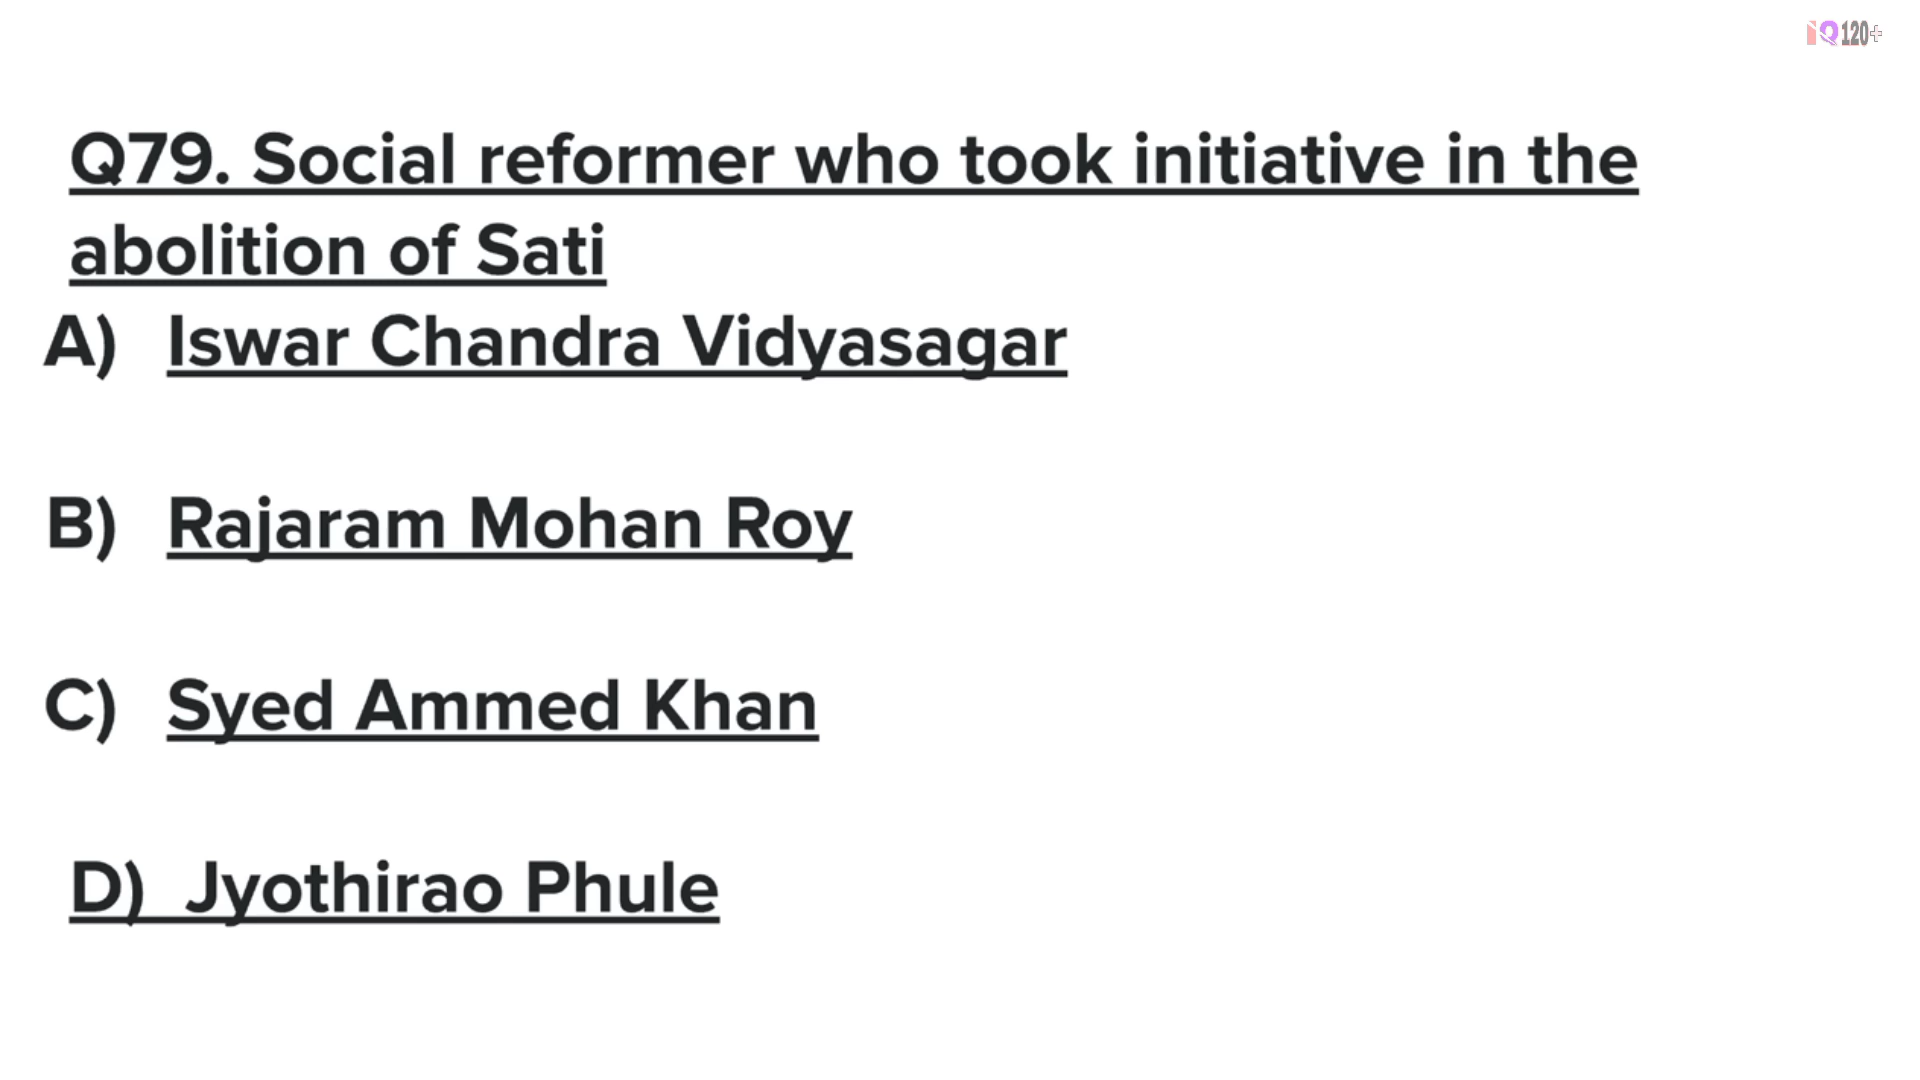 iQ120+
Q79. Social reformer who took initiative in the
abolition of Sati
A) Iswar Chandra Vidyasagar
B) Rajaram Mohan Roy
C) Syed Ammed Khan
D) Jyothirao Phule